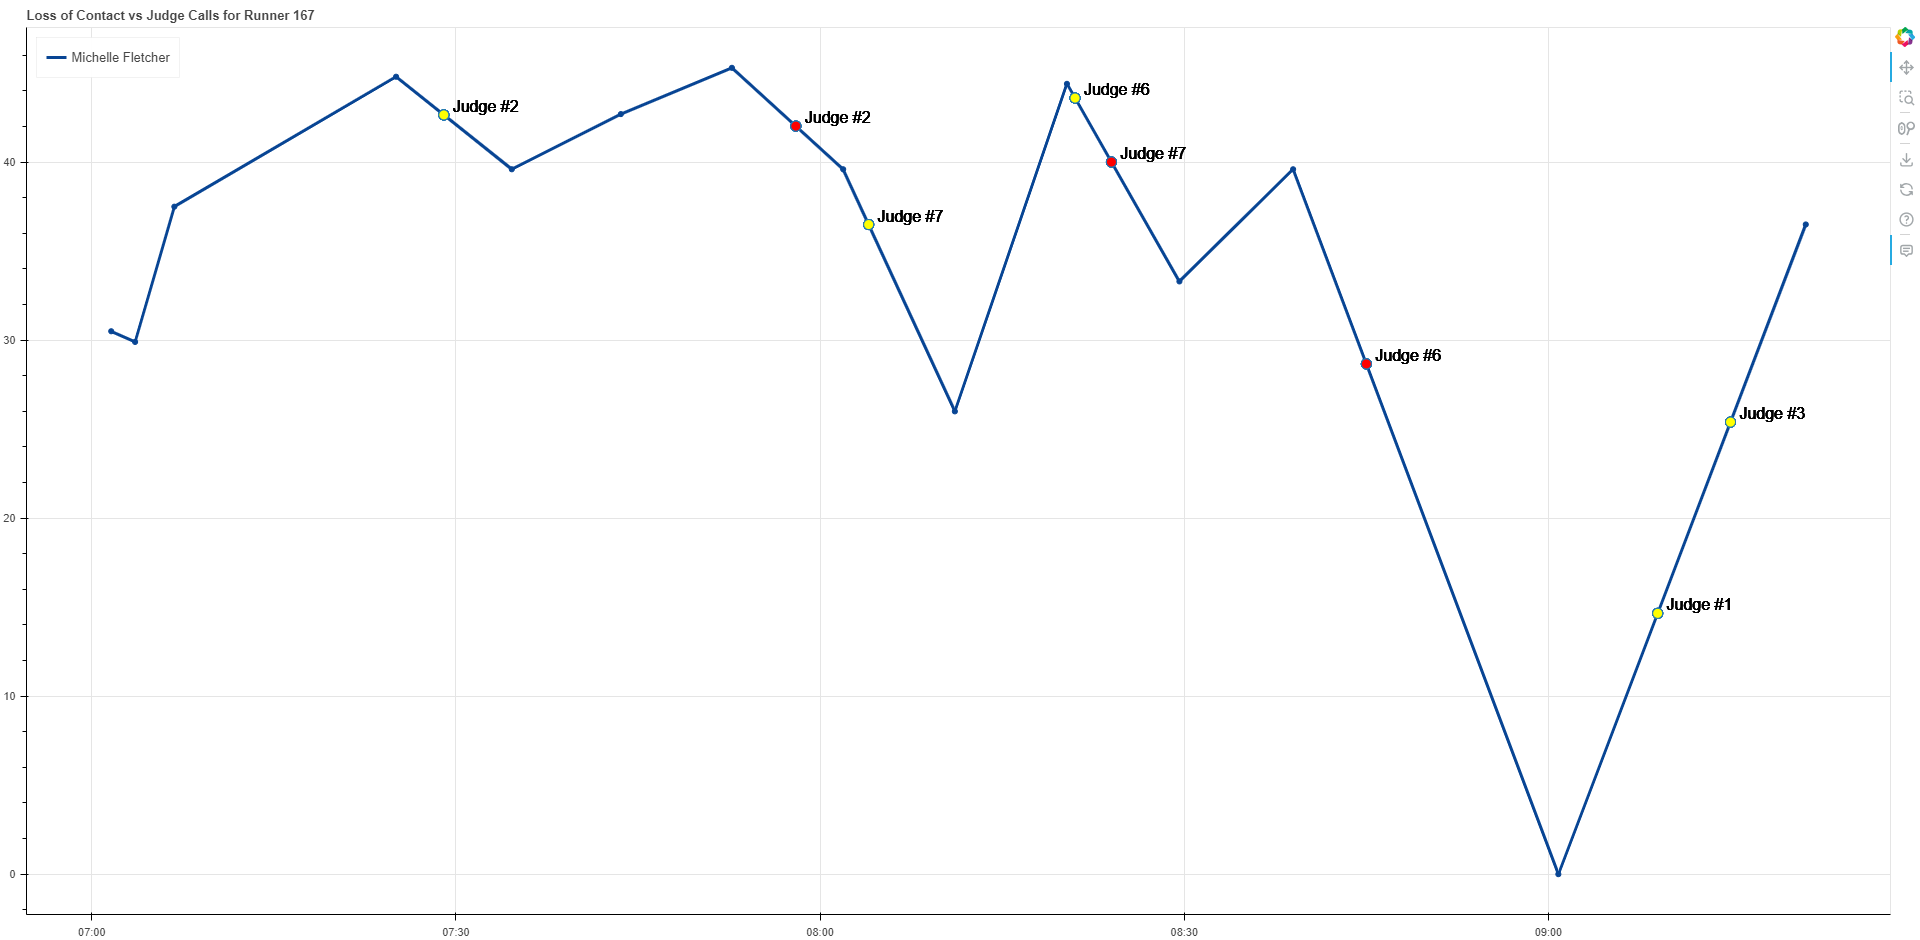 Loss of Contact vs Judge Calls for Runner 167
Michelle Fletcher
Judge #2
Judge #2
Judge #7
Judge #6
Judge #7
Judge #6
Judge #3
Judge #1
40
30
20
10
0
07:00
07:30
08:00
08:30
09:00